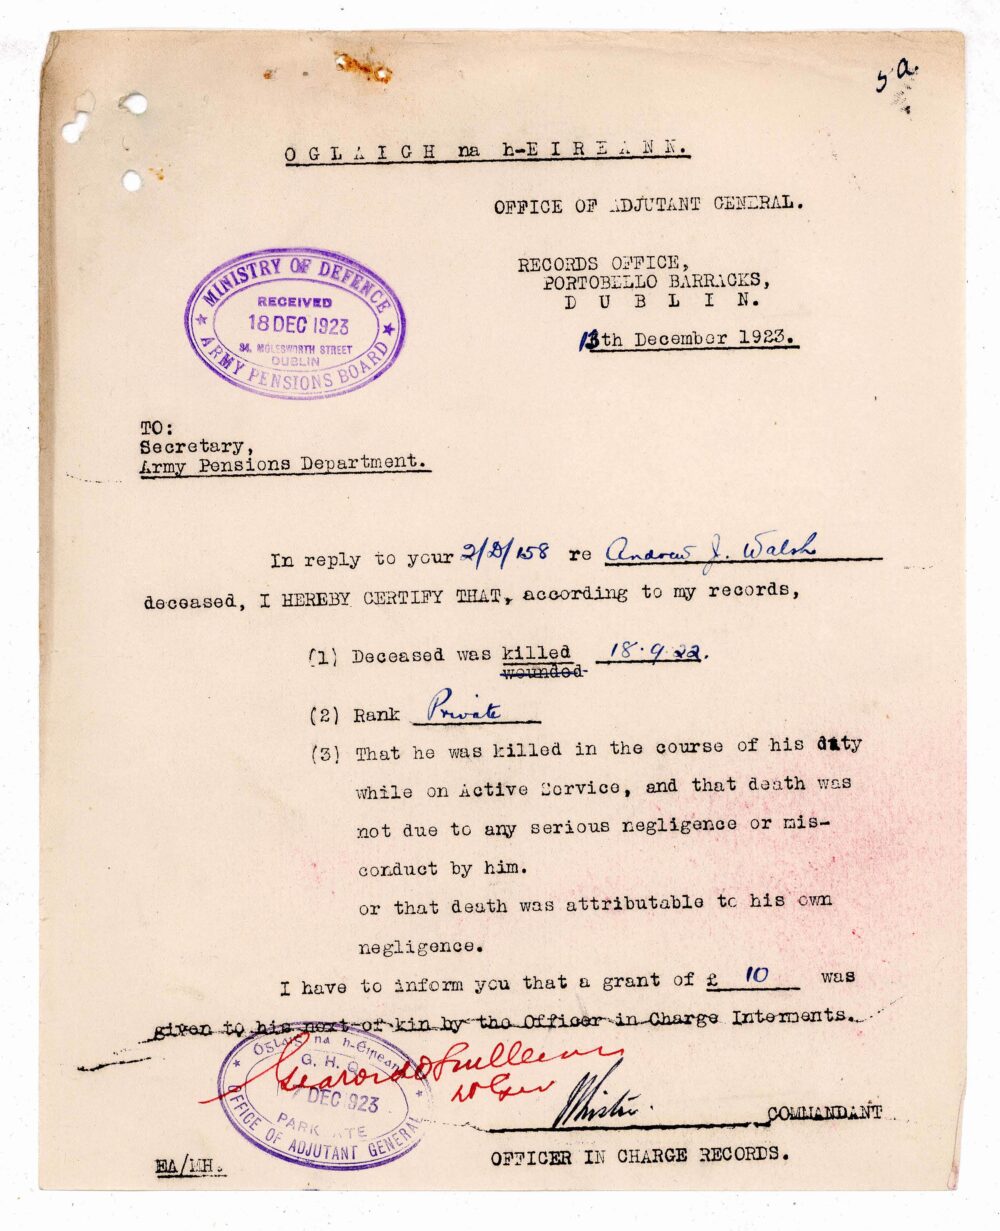 5a.
OGLAIGH na h-EIREANN.
OFFICE OF ADJUTANT GENERAL.
RECORDS OFFICE,
PORTOBELLO BARRACKS,
DUBLIN.
13th December 1923.
MINISTRY OF DEFENCE
RECEIVED
18 DEC 1923
34, MOLESWORTH STREET
DUBLIN
ARMY PENSIONS BOARD
TO:
Secretary,
Army Pensions Department.
In reply to your 2/D/158 re Andrew J. Walsh
deceased, I HEREBY CERTIFY THAT, according to my records,
(1) Deceased was killed 18.9.22.
wounded
(2) Rank Private
(3) That he was killed in the course of his duty
while on Active Service, and that death was
not due to any serious negligence or mis-
conduct by him.
or that death was attributable to his own
negligence.
I have to inform you that a grant of £ 10 was
given to his next-of-kin by the Officer in Charge Interments.
Óglaigh na h-Éireann
G. H. Q.
DEC 1923
PARK ATE
OFFICE OF ADJUTANT GENERAL
Gearoid
COMMANDANT
EA/MH.
OFFICER IN CHARGE RECORDS.